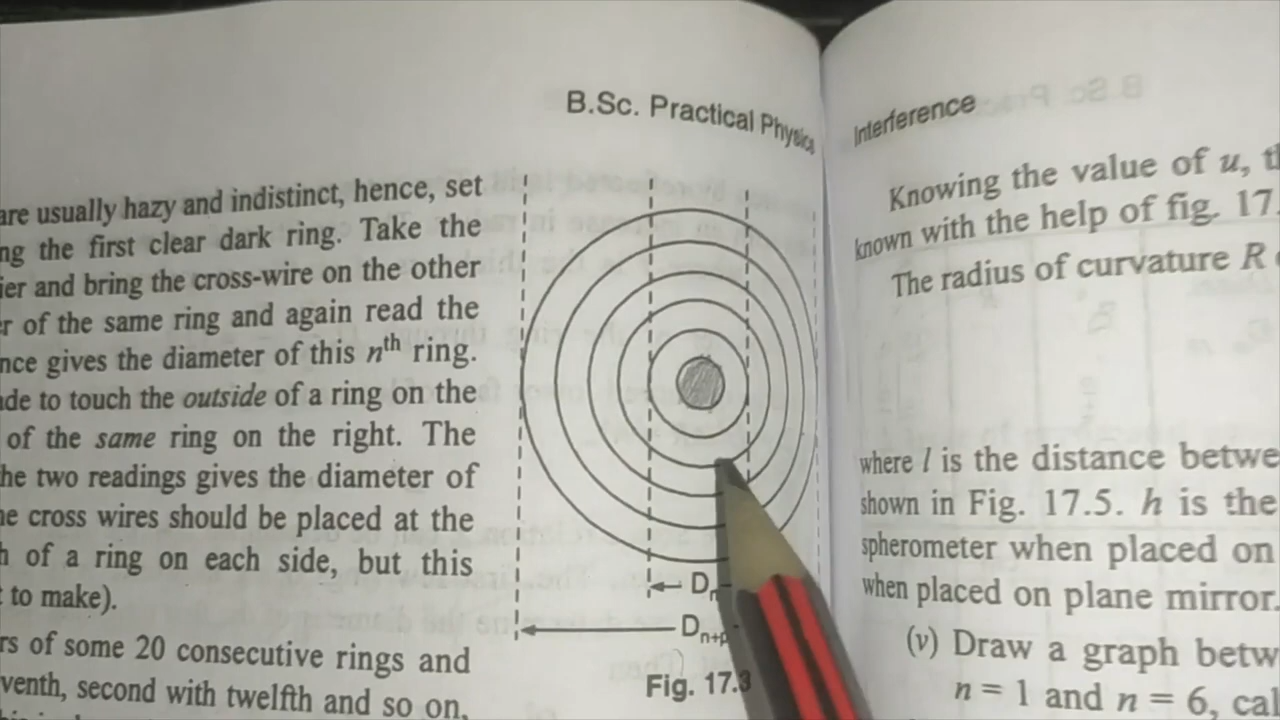 B.Sc. Practical Physics
are usually hazy and indistinct, hence, set
ng the first clear dark ring. Take the
ier and bring the cross-wire on the other
r of the same ring and again read the
nce gives the diameter of this nth ring.
de to touch the outside of a ring on the
of the same ring on the right. The
he two readings gives the diameter of
e cross wires should be placed at the
h of a ring on each side, but this
t to make).
rs of some 20 consecutive rings and
venth, second with twelfth and so on,
Dn
Dn+p
Fig. 17.3
Interference
Knowing the value of u, t
known with the help of fig. 17
The radius of curvature R
where l is the distance betwe
shown in Fig. 17.5. h is the
spherometer when placed on
when placed on plane mirror.
(v) Draw a graph betw
n = 1 and n = 6, cal